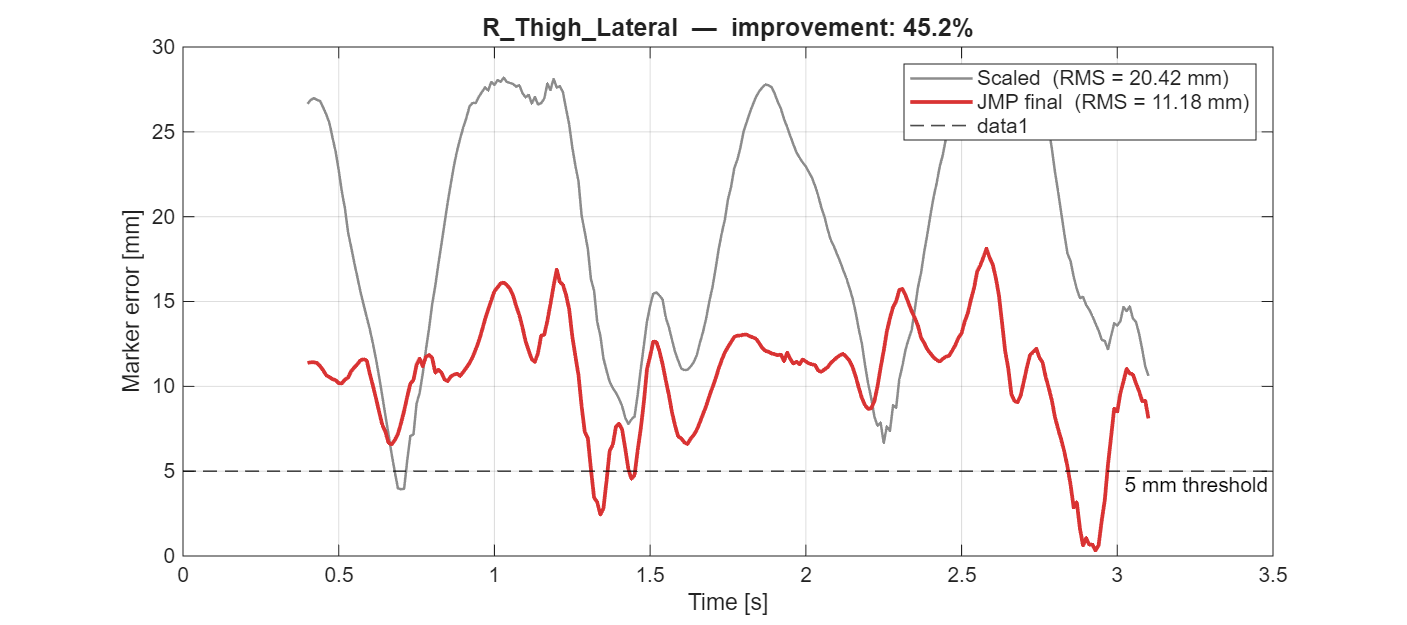 R_Thigh_Lateral — improvement: 45.2%
30
25
20
15
10
5
0
Marker error [mm]
Scaled (RMS = 20.42 mm)
JMP final (RMS = 11.18 mm)
data1
5 mm threshold
0 0.5 1 1.5 2 2.5 3 3.5
Time [s]